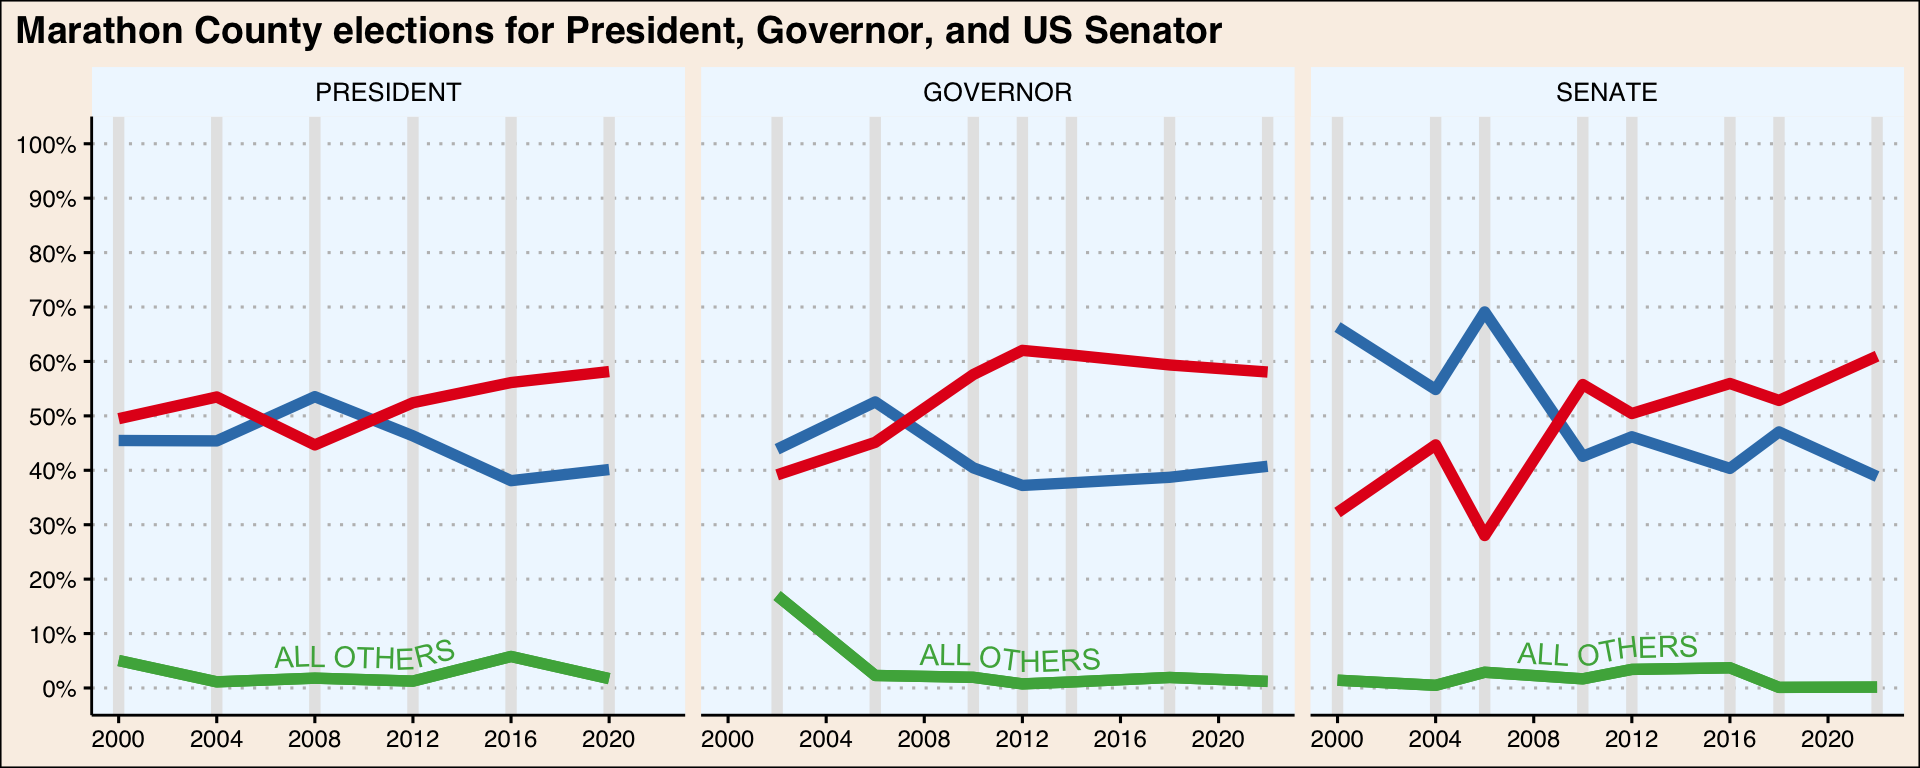 Marathon County elections for President, Governor, and US Senator
PRESIDENT
GOVERNOR
SENATE
100%
90%
80%
70%
60%
50%
40%
30%
20%
10%
0%
ALL OTHERS
ALL OTHERS
ALL OTHERS
2000 2004 2008 2012 2016 2020
2000 2004 2008 2012 2016 2020
2000 2004 2008 2012 2016 2020